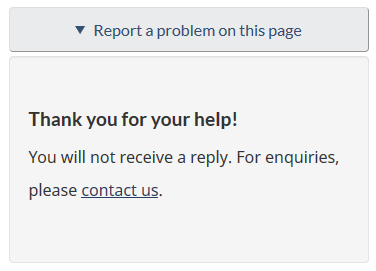 ▼ Report a problem on this page
Thank you for your help!
You will not receive a reply. For enquiries,
please contact us.